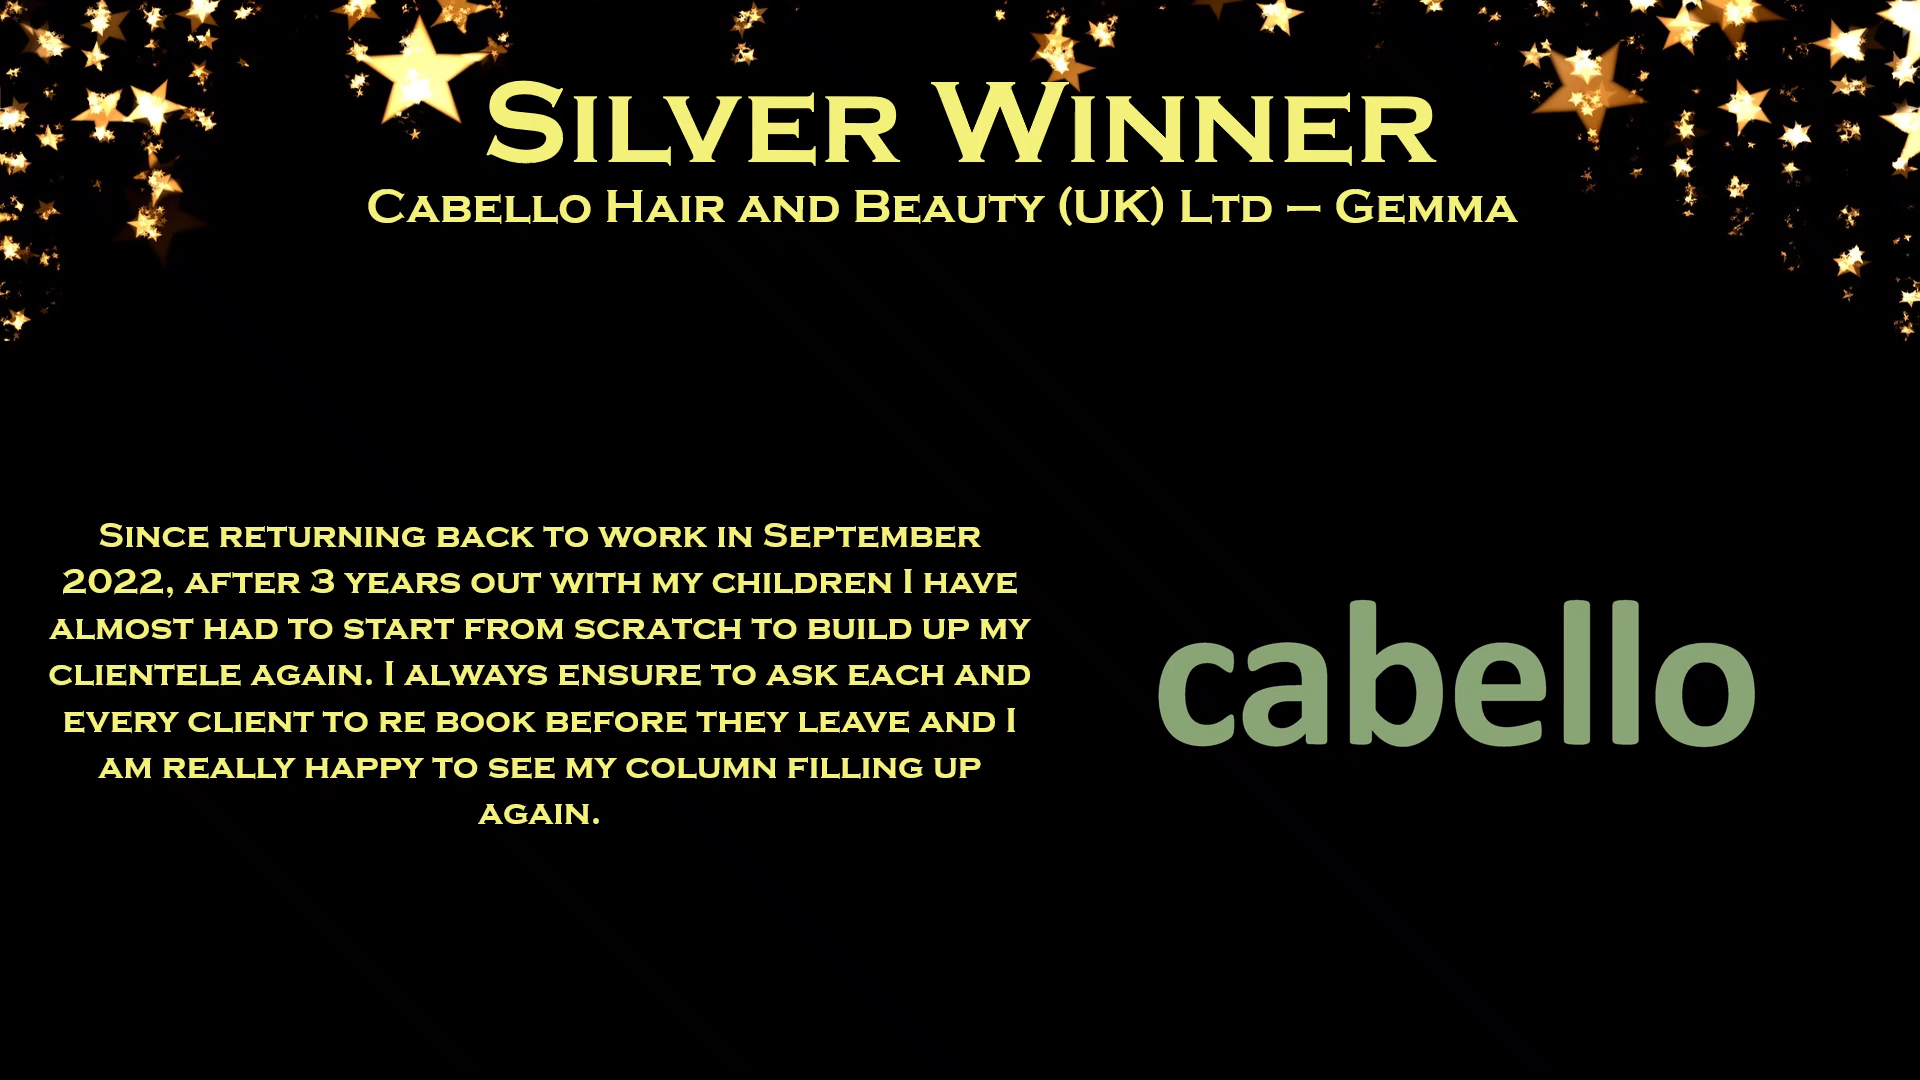 Silver Winner
Cabello Hair and Beauty (UK) Ltd – Gemma
Since returning back to work in September
2022, after 3 years out with my children I have
almost had to start from scratch to build up my
clientele again. I always ensure to ask each and
every client to re book before they leave and I
am really happy to see my column filling up
again.
cabello